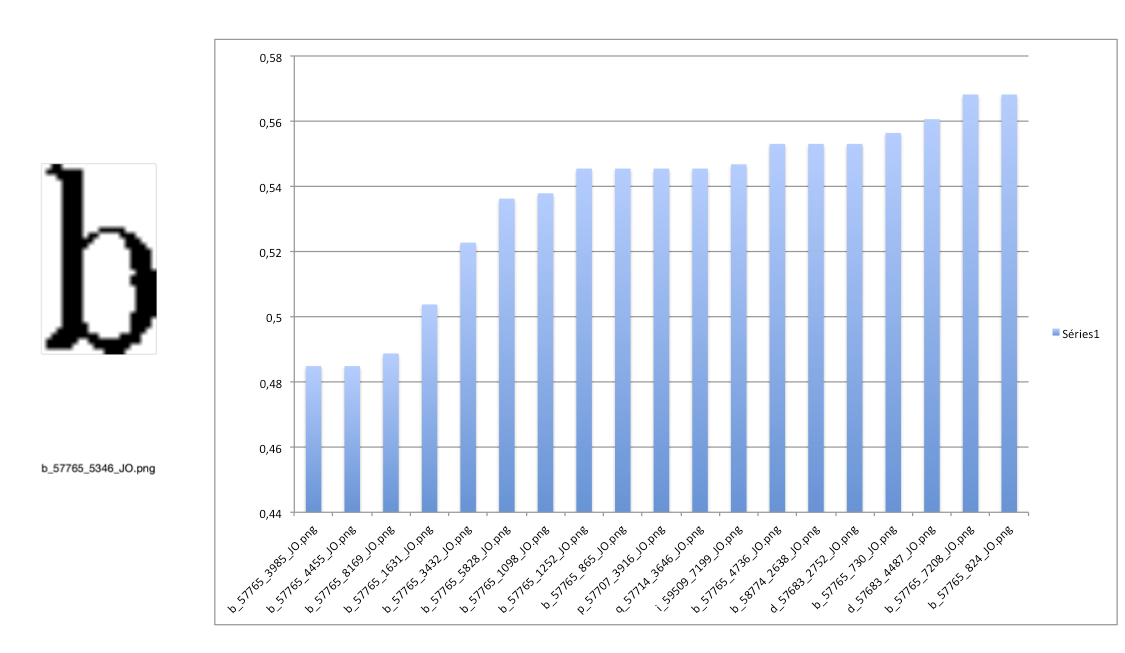 b
b_57765_5346_JO.png
0,58
0,56
0,54
0,52
0,5
0,48
0,46
0,44
b_57765_3985_JO.png
b_57765_4455_JO.png
b_57765_8169_JO.png
b_57765_1631_JO.png
b_57765_3432_JO.png
b_57765_5828_JO.png
b_57765_1098_JO.png
b_57765_1252_JO.png
b_57765_865_JO.png
p_57707_3916_JO.png
q_57714_3646_JO.png
i_59509_7199_JO.png
b_57765_4736_JO.png
b_58774_2638_JO.png
d_57683_2752_JO.png
b_57765_730_JO.png
d_57683_4487_JO.png
b_57765_7208_JO.png
b_57765_824_JO.png
Séries1